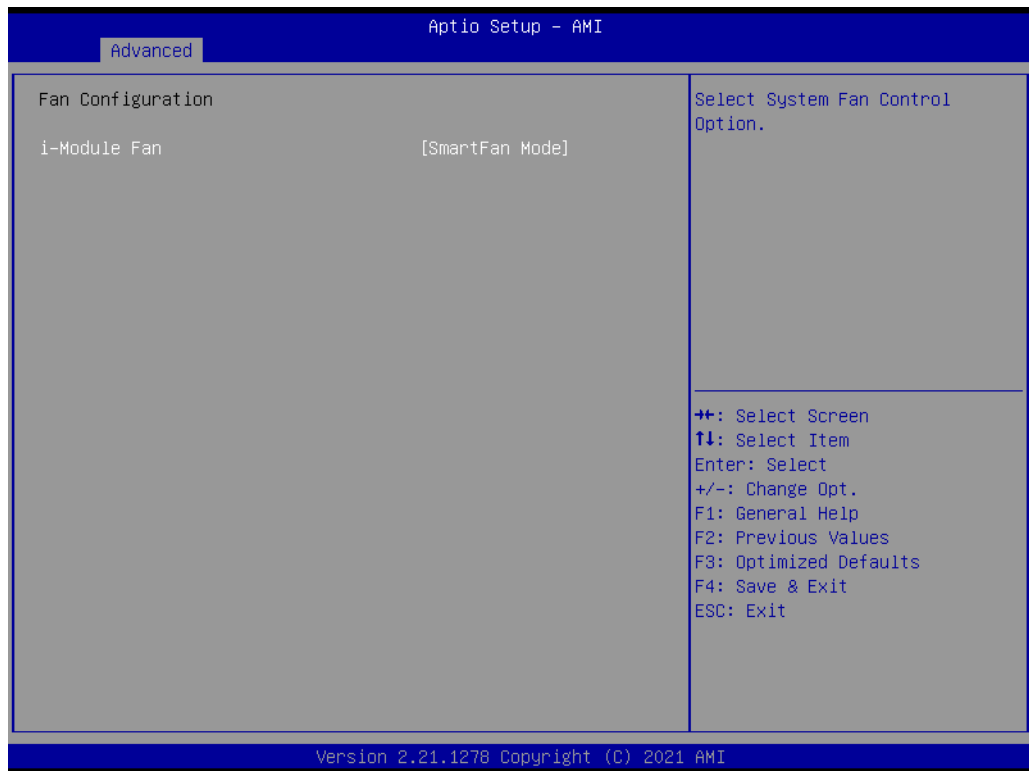 Aptio Setup – AMI
Advanced
Fan Configuration
i-Module Fan [SmartFan Mode]
Select System Fan Control
Option.
→←: Select Screen
↑↓: Select Item
Enter: Select
+/-: Change Opt.
F1: General Help
F2: Previous Values
F3: Optimized Defaults
F4: Save & Exit
ESC: Exit
Version 2.21.1278 Copyright (C) 2021 AMI